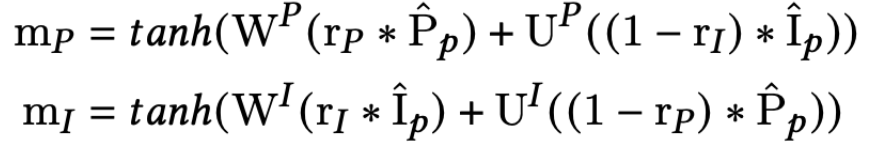 m_P = tanh(W^P(r_P * P̂_p) + U^P((1 − r_I) * Î_p))
m_I = tanh(W^I(r_I * Î_p) + U^I((1 − r_P) * P̂_p))